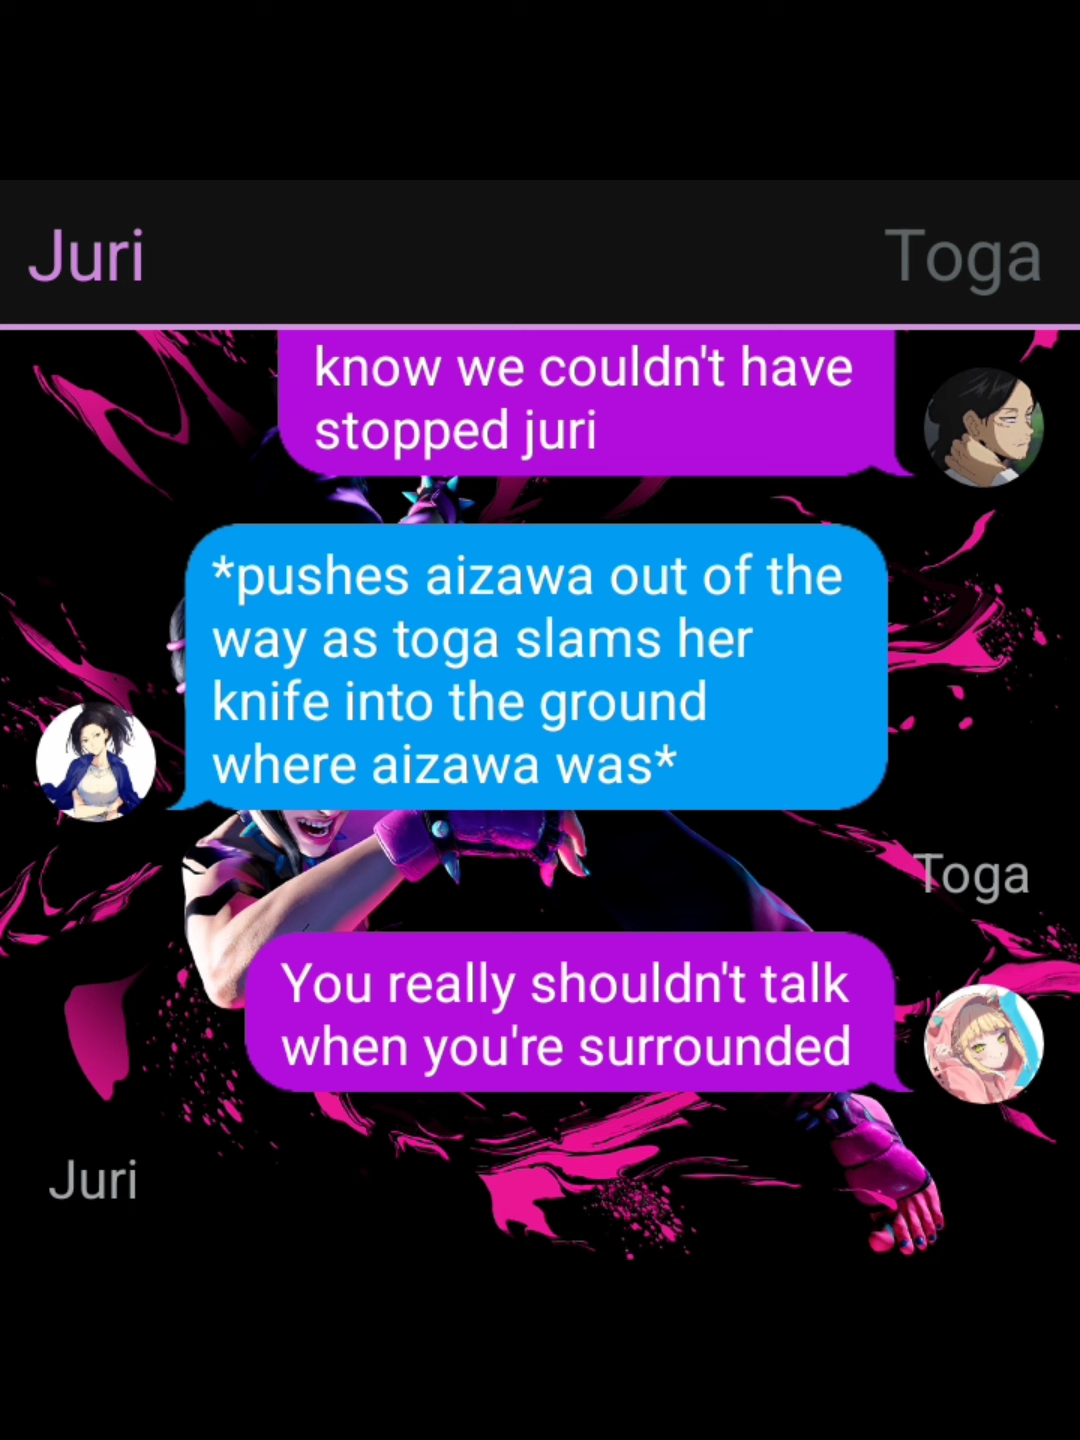 Juri
Toga
know we couldn't have
stopped juri
*pushes aizawa out of the
way as toga slams her
knife into the ground
where aizawa was*
Toga
You really shouldn't talk
when you're surrounded
Juri